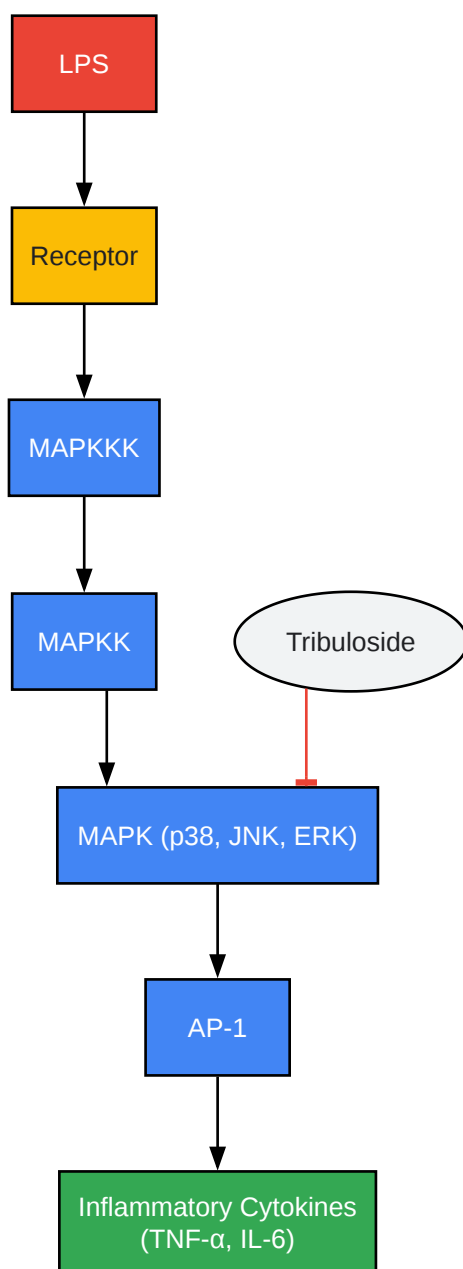 LPS
Receptor
MAPKKK
MAPKK
Tribuloside
MAPK (p38, JNK, ERK)
AP-1
Inflammatory Cytokines
(TNF-α, IL-6)